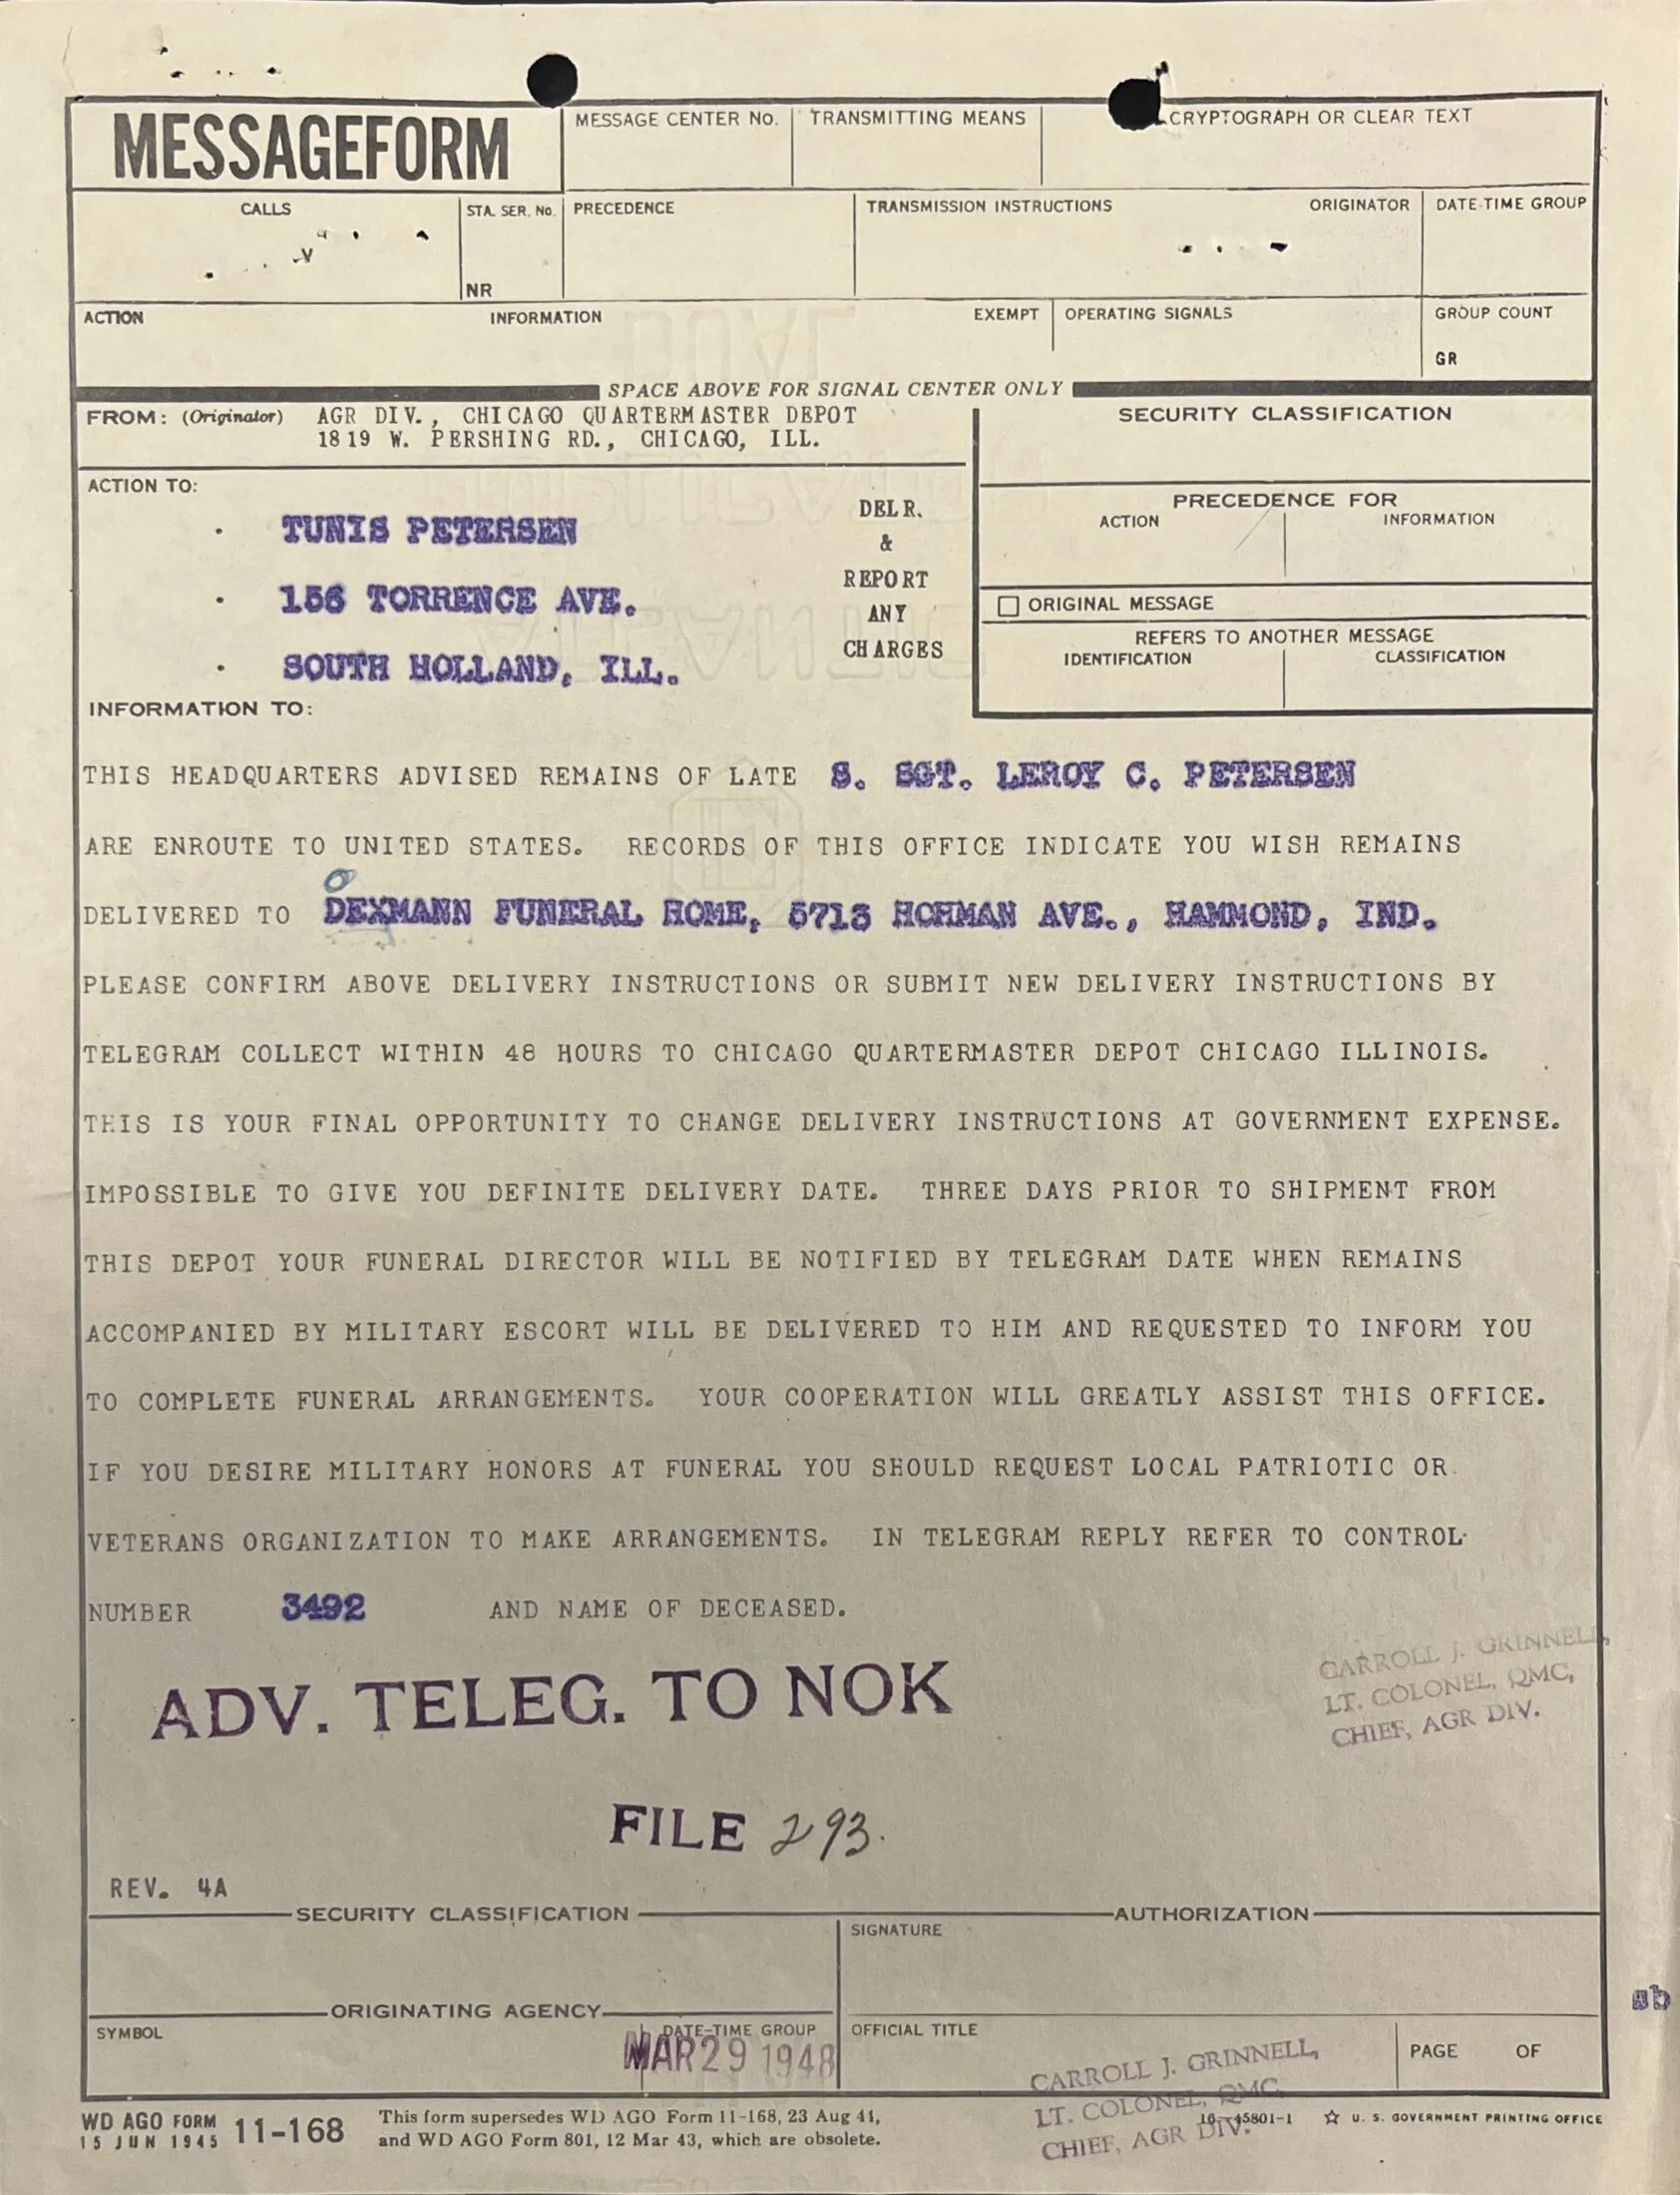 MESSAGEFORM
MESSAGE CENTER No. TRANSMITTING MEANS CRYPTOGRAPH OR CLEAR TEXT
CALLS STA. SER. No. PRECEDENCE TRANSMISSION INSTRUCTIONS ORIGINATOR DATE-TIME GROUP
V
NR
ACTION INFORMATION EXEMPT OPERATING SIGNALS GROUP COUNT
GR
SPACE ABOVE FOR SIGNAL CENTER ONLY
FROM: (Originator) AGR DIV., CHICAGO QUARTERMASTER DEPOT
1819 W. PERSHING RD., CHICAGO, ILL.
SECURITY CLASSIFICATION
ACTION TO:
TUNIS PETERSEN
156 TORRENCE AVE.
SOUTH HOLLAND, ILL.
DELR.
&
REPORT
ANY
CHARGES
PRECEDENCE FOR
ACTION INFORMATION
ORIGINAL MESSAGE
REFERS TO ANOTHER MESSAGE
IDENTIFICATION CLASSIFICATION
INFORMATION TO:
THIS HEADQUARTERS ADVISED REMAINS OF LATE S. SGT. LEROY C. PETERSEN
ARE ENROUTE TO UNITED STATES. RECORDS OF THIS OFFICE INDICATE YOU WISH REMAINS
O
DELIVERED TO DEXMANN FUNERAL HOME, 5713 HOHMAN AVE., HAMMOND, IND.
PLEASE CONFIRM ABOVE DELIVERY INSTRUCTIONS OR SUBMIT NEW DELIVERY INSTRUCTIONS BY
TELEGRAM COLLECT WITHIN 48 HOURS TO CHICAGO QUARTERMASTER DEPOT CHICAGO ILLINOIS.
THIS IS YOUR FINAL OPPORTUNITY TO CHANGE DELIVERY INSTRUCTIONS AT GOVERNMENT EXPENSE.
IMPOSSIBLE TO GIVE YOU DEFINITE DELIVERY DATE. THREE DAYS PRIOR TO SHIPMENT FROM
THIS DEPOT YOUR FUNERAL DIRECTOR WILL BE NOTIFIED BY TELEGRAM DATE WHEN REMAINS
ACCOMPANIED BY MILITARY ESCORT WILL BE DELIVERED TO HIM AND REQUESTED TO INFORM YOU
TO COMPLETE FUNERAL ARRANGEMENTS. YOUR COOPERATION WILL GREATLY ASSIST THIS OFFICE.
IF YOU DESIRE MILITARY HONORS AT FUNERAL YOU SHOULD REQUEST LOCAL PATRIOTIC OR
VETERANS ORGANIZATION TO MAKE ARRANGEMENTS. IN TELEGRAM REPLY REFER TO CONTROL
NUMBER 3492 AND NAME OF DECEASED.
CARROLL J. GRINNELL,
LT. COLONEL, QMC,
CHIEF, AGR DIV.
ADV. TELEG. TO NOK
FILE 293.
REV. 4A
SECURITY CLASSIFICATION AUTHORIZATION
SIGNATURE
sb
ORIGINATING AGENCY
SYMBOL DATE-TIME GROUP OFFICIAL TITLE
MAR 29 1948
PAGE OF
CARROLL J. GRINNELL,
LT. COLONEL, QMC,
CHIEF, AGR DIV.
WD AGO FORM 11-168
15 JUN 1945
This form supersedes WD AGO Form 11-168, 23 Aug 41,
and WD AGO Form 801, 12 Mar 43, which are obsolete.
16—45801-1 ☆ U. S. GOVERNMENT PRINTING OFFICE